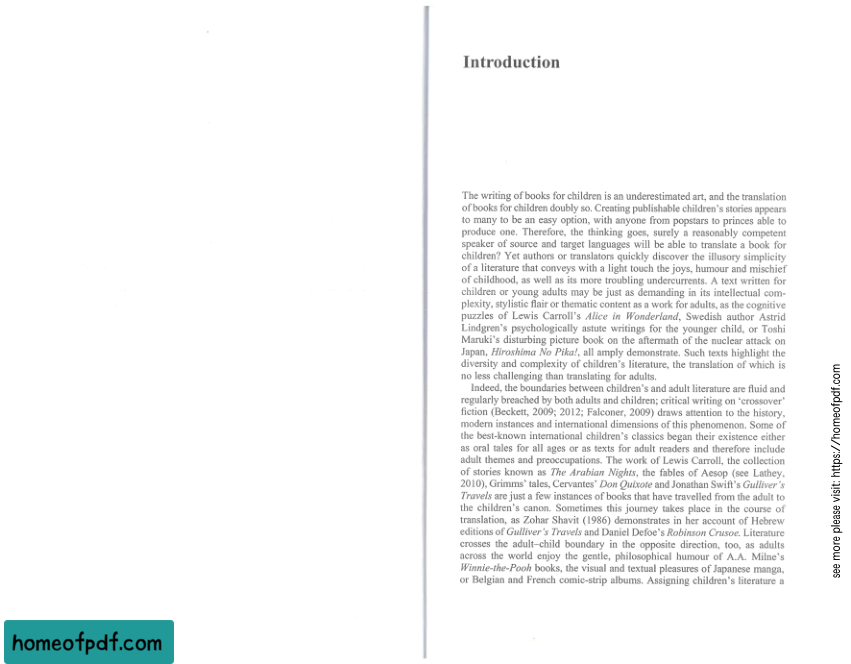 Introduction
The writing of books for children is an underestimated art, and the translation
of books for children doubly so. Creating publishable children's stories appears
to many to be an easy option, with anyone from popstars to princes able to
produce one. Therefore, the thinking goes, surely a reasonably competent
speaker of source and target languages will be able to translate a book for
children? Yet authors or translators quickly discover the illusory simplicity
of a literature that conveys with a light touch the joys, humour and mischief
of childhood, as well as its more troubling undercurrents. A text written for
children or young adults may be just as demanding in its intellectual com-
plexity, stylistic flair or thematic content as a work for adults, as the cognitive
puzzles of Lewis Carroll's Alice in Wonderland, Swedish author Astrid
Lindgren's psychologically astute writings for the younger child, or Toshi
Maruki's disturbing picture book on the aftermath of the nuclear attack on
Japan, Hiroshima No Pika!, all amply demonstrate. Such texts highlight the
diversity and complexity of children's literature, the translation of which is
no less challenging than translating for adults.
Indeed, the boundaries between children's and adult literature are fluid and
regularly breached by both adults and children; critical writing on 'crossover'
fiction (Beckett, 2009; 2012; Falconer, 2009) draws attention to the history,
modern instances and international dimensions of this phenomenon. Some of
the best-known international children's classics began their existence either
as oral tales for all ages or as texts for adult readers and therefore include
adult themes and preoccupations. The work of Lewis Carroll, the collection
of stories known as The Arabian Nights, the fables of Aesop (see Lathey,
2010), Grimms' tales, Cervantes' Don Quixote and Jonathan Swift's Gulliver's
Travels are just a few instances of books that have travelled from the adult to
the children's canon. Sometimes this journey takes place in the course of
translation, as Zohar Shavit (1986) demonstrates in her account of Hebrew
editions of Gulliver's Travels and Daniel Defoe's Robinson Crusoe. Literature
crosses the adult–child boundary in the opposite direction, too, as adults
across the world enjoy the gentle, philosophical humour of A.A. Milne's
Winnie-the-Pooh books, the visual and textual pleasures of Japanese manga,
or Belgian and French comic-strip albums. Assigning children's literature a
see more please visit: https://homeofpdf.com
homeofpdf.com